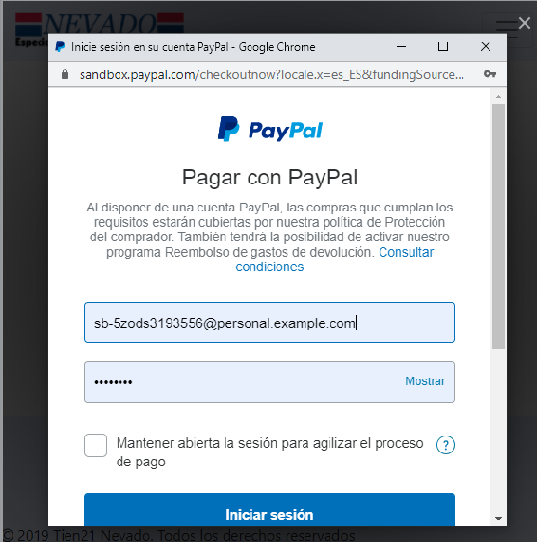 NEVADO
Inicie sesión en su cuenta PayPal - Google Chrome
sandbox.paypal.com/checkoutnow?locale.x=es_ES&fundingSource...
PayPal
Pagar con PayPal
Al disponer de una cuenta PayPal, las compras que cumplan los
requisitos estarán cubiertas por nuestra política de Protección
del comprador. También tendrá la posibilidad de activar nuestro
programa Reembolso de gastos de devolución. Consultar
condiciones
sb-5zods3193556@personal.example.com
••••••••
Mostrar
Mantener abierta la sesión para agilizar el proceso
de pago
?
Iniciar sesión
© 2019 Tien21 Nevado. Todos los derechos reservados